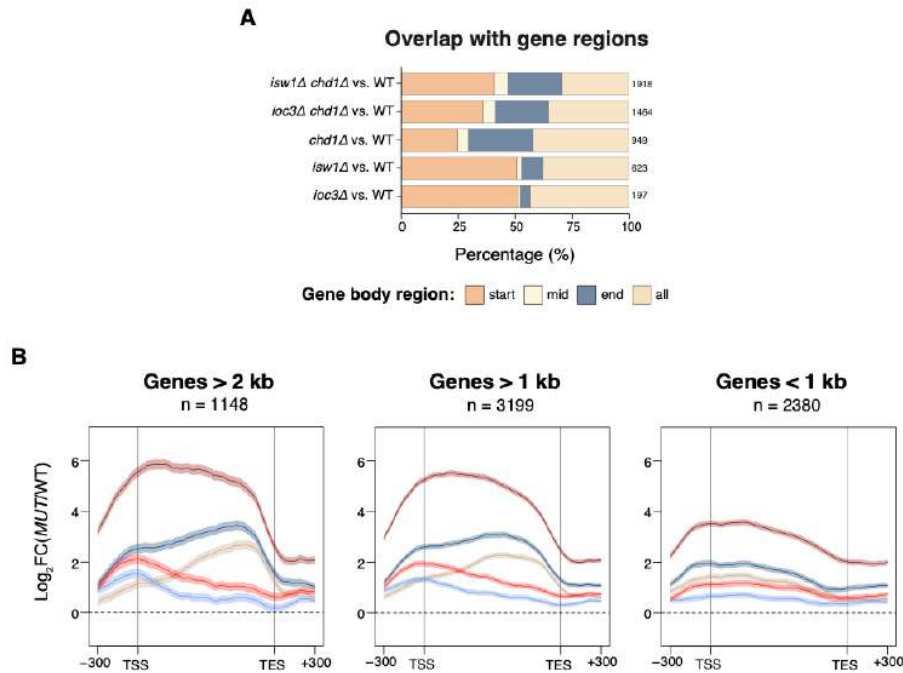 A
Overlap with gene regions
isw1Δ chd1Δ vs. WT
1918
ioc3Δ chd1Δ vs. WT
1464
chd1Δ vs. WT
949
isw1Δ vs. WT
623
ioc3Δ vs. WT
197
0 25 50 75 100
Percentage (%)
Gene body region: start mid end all
B
Genes > 2 kb Genes > 1 kb Genes < 1 kb
n = 1148 n = 3199 n = 2380
Log₂FC(MUT/WT)
6 6 6
4 4 4
2 2 2
0 0 0
−300 TSS TES +300 −300 TSS TES +300 −300 TSS TES +300